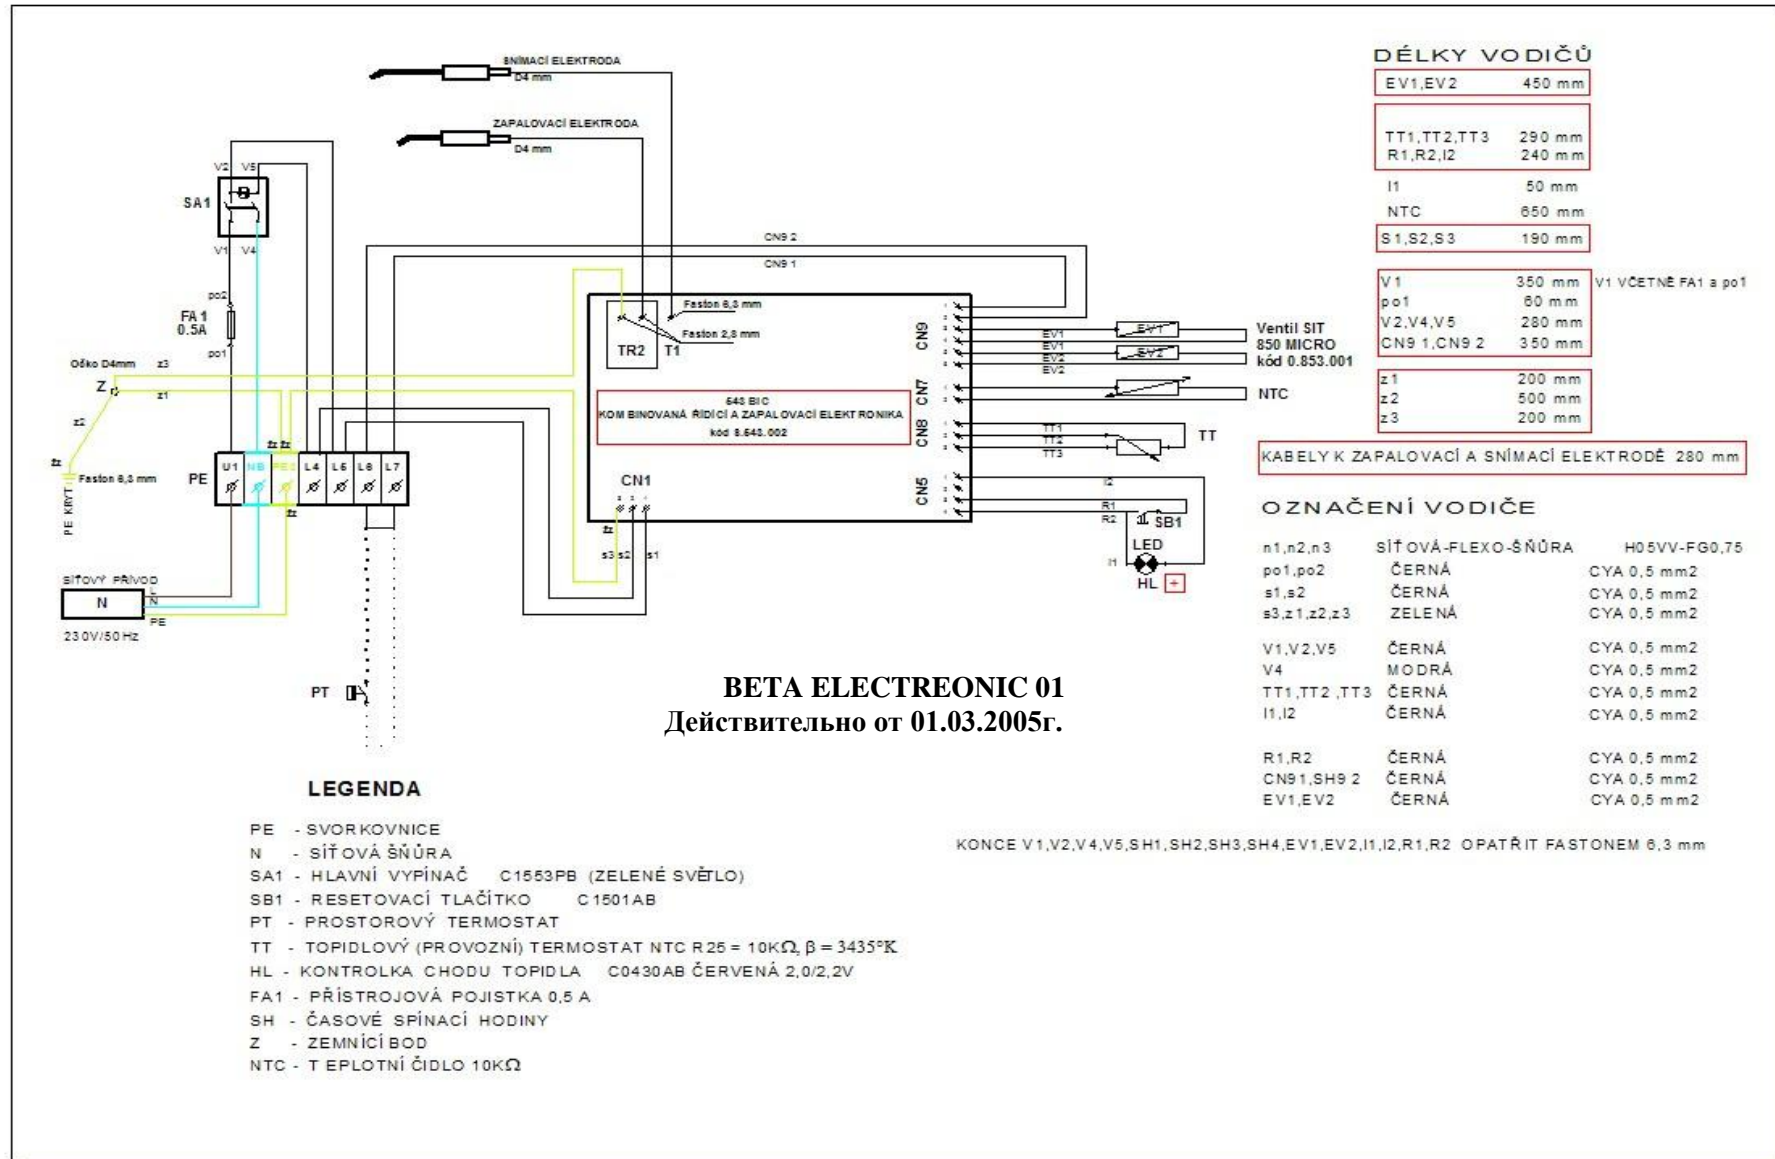 SNÍMACÍ ELEKTRODA
D4 mm
ZAPALOVACÍ ELEKTRODA
D4 mm
V2 V5
SA1
V1 V4
po2
FA 1
0.5A
po1
Oško D4mm z3
Z
z1
z2
zz
Faston 6,3 mm
PE KRYT
PE
zz zz
U1 L4 L5 L6 L7
zz
SÍŤOVÝ PŘÍVOD
N
L
N
PE
230V/50Hz
PT
CN9 2
CN9 1
Faston 6,3 mm
Faston 2,8 mm
TR2 T1
543 BIC
KOMBINOVANÁ ŘÍDÍCÍ A ZAPALOVACÍ ELEKTRONIKA
kód 8.543.002
CN1
3 2 1
zz
s3 s2 s1
CN9
CN7
CN8
CN5
EV1
EV1
EV1
EV2
EV2
EV2
Ventil SIT
850 MICRO
kód 0.853.001
NTC
TT1
TT2
TT3
TT
I2
R1
R2
SB1
LED
I1
HL +
DÉLKY VODIČŮ
EV1,EV2 450 mm
TT1,TT2,TT3 290 mm
R1,R2,I2 240 mm
I1 50 mm
NTC 650 mm
S1,S2,S3 190 mm
V1 350 mm V1 VČETNĚ FA1 a po1
po1 60 mm
V2,V4,V5 280 mm
CN9 1,CN9 2 350 mm
z1 200 mm
z2 500 mm
z3 200 mm
KABELY K ZAPALOVACÍ A SNÍMACÍ ELEKTRODĚ 280 mm
OZNAČENÍ VODIČE
n1,n2,n3 SÍŤOVÁ-FLEXO-ŠŇŮRA H05VV-FG0,75
po1,po2 ČERNÁ CYA 0,5 mm2
s1,s2 ČERNÁ CYA 0,5 mm2
s3,z1,z2,z3 ZELENÁ CYA 0,5 mm2
V1,V2,V5 ČERNÁ CYA 0,5 mm2
V4 MODRÁ CYA 0,5 mm2
TT1,TT2 ,TT3 ČERNÁ CYA 0,5 mm2
I1,I2 ČERNÁ CYA 0,5 mm2
R1,R2 ČERNÁ CYA 0,5 mm2
CN91,SH9 2 ČERNÁ CYA 0,5 mm2
EV1,EV2 ČERNÁ CYA 0,5 mm2
BETA ELECTREONIC 01
Действительно от 01.03.2005г.
KONCE V1,V2,V4,V5,SH1,SH2,SH3,SH4,EV1,EV2,I1,I2,R1,R2 OPATŘIT FASTONEM 6,3 mm
LEGENDA
PE - SVORKOVNICE
N - SÍŤOVÁ ŠŇŮRA
SA1 - HLAVNÍ VYPÍNAČ C1553PB (ZELENÉ SVĚTLO)
SB1 - RESETOVACÍ TLAČÍTKO C1501AB
PT - PROSTOROVÝ TERMOSTAT
TT - TOPIDLOVÝ (PROVOZNÍ) TERMOSTAT NTC R25 = 10KΩ, β = 3435°K
HL - KONTROLKA CHODU TOPIDLA C0430AB ČERVENÁ 2,0/2,2V
FA1 - PŘÍSTROJOVÁ POJISTKA 0,5 A
SH - ČASOVÉ SPÍNACÍ HODINY
Z - ZEMNÍCÍ BOD
NTC - T EPLOTNÍ ČIDLO 10KΩ